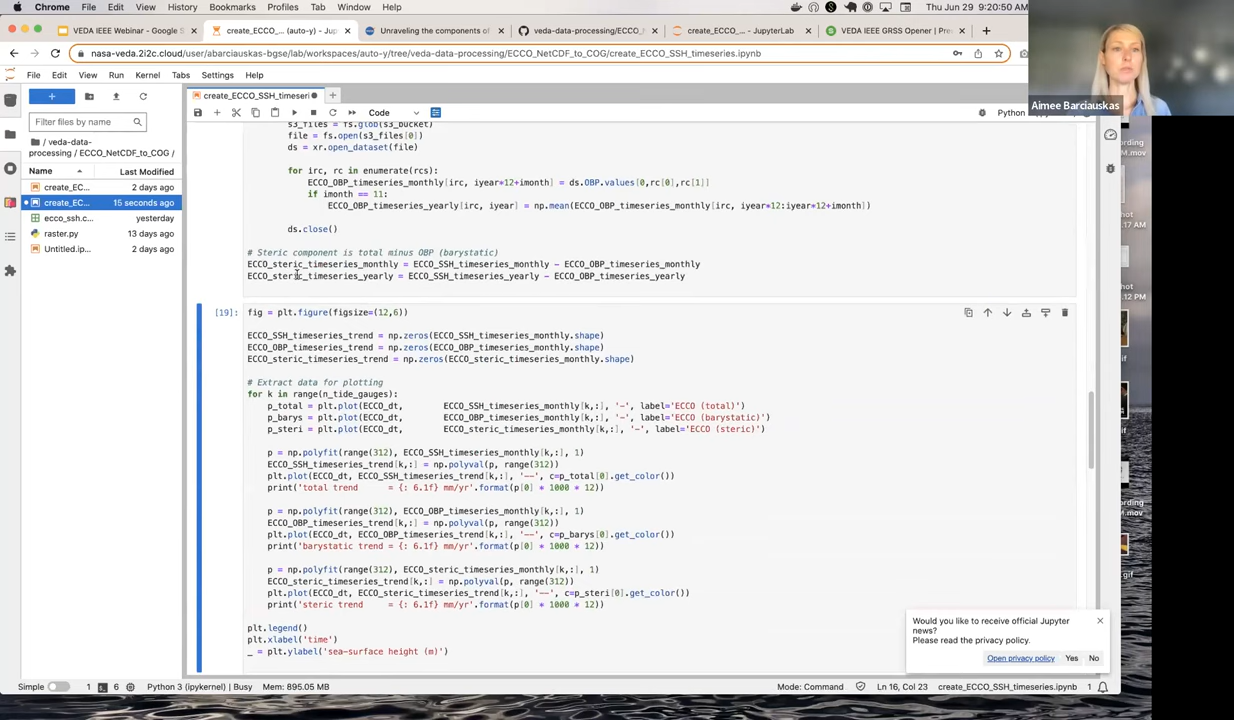 Chrome File Edit View History Bookmarks Profiles Tab Window Help
Thu Jun 29 9:20:50 AM
VEDA IEEE Webinar - Google S
ECCO_... (auto-y) - Jup
Unraveling the components of
veda-data-processing/ECCO_N
create_ECCO... - JupyterLab
VEDA IEEE GRSS Opener | Pre
nasa-veda.2i2c.cloud/user/abarciauskas-bgse/lab/workspaces/auto-y/tree/veda-data-processing/ECCO_NetCDF_to_COG/create_ECCO_SSH_timeseries.ipynb
Aimee Barciauskas
File Edit View Run Kernel Tabs Settings Help
create_ECCO_SSH_timeseri
Code
Python
Filter files by name
/ veda-data-
processing / ECCO_NetCDF_to_COG /
Name Last Modified
create_EC... 2 days ago
create_EC... 15 seconds ago
ecco_ssh.c... yesterday
raster.py 13 days ago
Untitled.ip... 2 days ago
s3_files = fs.glob(s3_bucket)
file = fs.open(s3_files[0])
ds = xr.open_dataset(file)
for irc, rc in enumerate(rcs):
ECCO_OBP_timeseries_monthly[irc, iyear*12+imonth] = ds.OBP.values[0,rc[0],rc[1]]
if imonth == 11:
ECCO_OBP_timeseries_yearly[irc, iyear] = np.mean(ECCO_OBP_timeseries_monthly[irc, iyear*12:iyear*12+imonth])
ds.close()
# Steric component is total minus OBP (barystatic)
ECCO_steric_timeseries_monthly = ECCO_SSH_timeseries_monthly - ECCO_OBP_timeseries_monthly
ECCO_steric_timeseries_yearly = ECCO_SSH_timeseries_yearly - ECCO_OBP_timeseries_yearly
[19]: fig = plt.figure(figsize=(12,6))
ECCO_SSH_timeseries_trend = np.zeros(ECCO_SSH_timeseries_monthly.shape)
ECCO_OBP_timeseries_trend = np.zeros(ECCO_OBP_timeseries_monthly.shape)
ECCO_steric_timeseries_trend = np.zeros(ECCO_steric_timeseries_monthly.shape)
# Extract data for plotting
for k in range(n_tide_gauges):
p_total = plt.plot(ECCO_dt, ECCO_SSH_timeseries_monthly[k,:], '-', label='ECCO (total)')
p_barys = plt.plot(ECCO_dt, ECCO_OBP_timeseries_monthly[k,:], '-', label='ECCO (barystatic)')
p_steri = plt.plot(ECCO_dt, ECCO_steric_timeseries_monthly[k,:], '-', label='ECCO (steric)')
p = np.polyfit(range(312), ECCO_SSH_timeseries_monthly[k,:], 1)
ECCO_SSH_timeseries_trend[k,:] = np.polyval(p, range(312))
plt.plot(ECCO_dt, ECCO_SSH_timeseries_trend[k,:], '--', c=p_total[0].get_color())
print('total trend = {: 6.1f} mm/yr'.format(p[0] * 1000 * 12))
p = np.polyfit(range(312), ECCO_OBP_timeseries_monthly[k,:], 1)
ECCO_OBP_timeseries_trend[k,:] = np.polyval(p, range(312))
plt.plot(ECCO_dt, ECCO_OBP_timeseries_trend[k,:], '--', c=p_barys[0].get_color())
print('barystatic trend = {: 6.1f} mm/yr'.format(p[0] * 1000 * 12))
p = np.polyfit(range(312), ECCO_steric_timeseries_monthly[k,:], 1)
ECCO_steric_timeseries_trend[k,:] = np.polyval(p, range(312))
plt.plot(ECCO_dt, ECCO_steric_timeseries_trend[k,:], '--', c=p_steri[0].get_color())
print('steric trend = {: 6.1f} mm/yr'.format(p[0] * 1000 * 12))
plt.legend()
plt.xlabel('time')
_ = plt.ylabel('sea-surface height (m)')
Would you like to receive official Jupyter
news?
Please read the privacy policy.
Open privacy policy Yes No
Simple 1 6 Python 3 (ipykernel) | Busy Mem: 895.05 MB
Mode: Command Ln 16, Col 23 create_ECCO_SSH_timeseries.ipynb 1